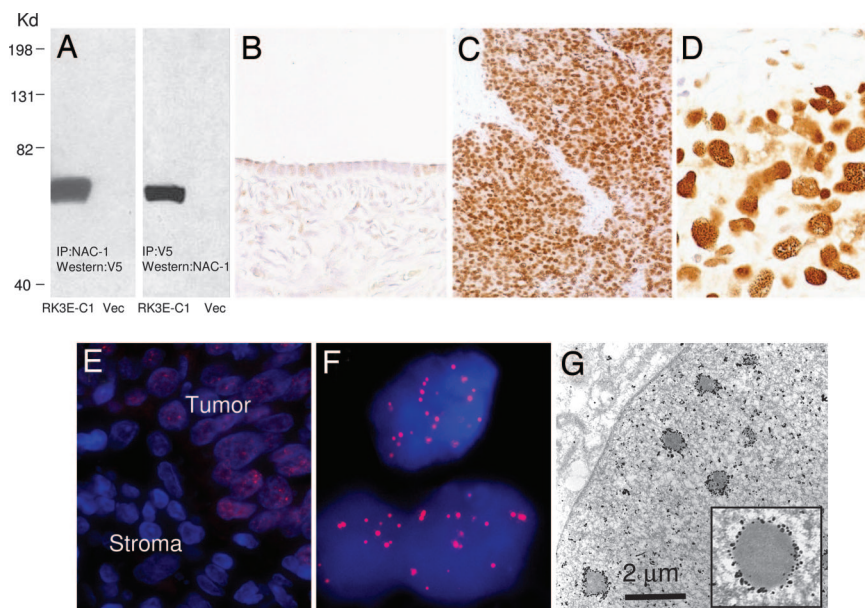 Kd
198
131
82
40
A
IP:NAC-1
Western:V5
IP:V5
Western:NAC-1
RK3E-C1 Vec RK3E-C1 Vec
B
C
D
E
Tumor
Stroma
F
G
2 μm